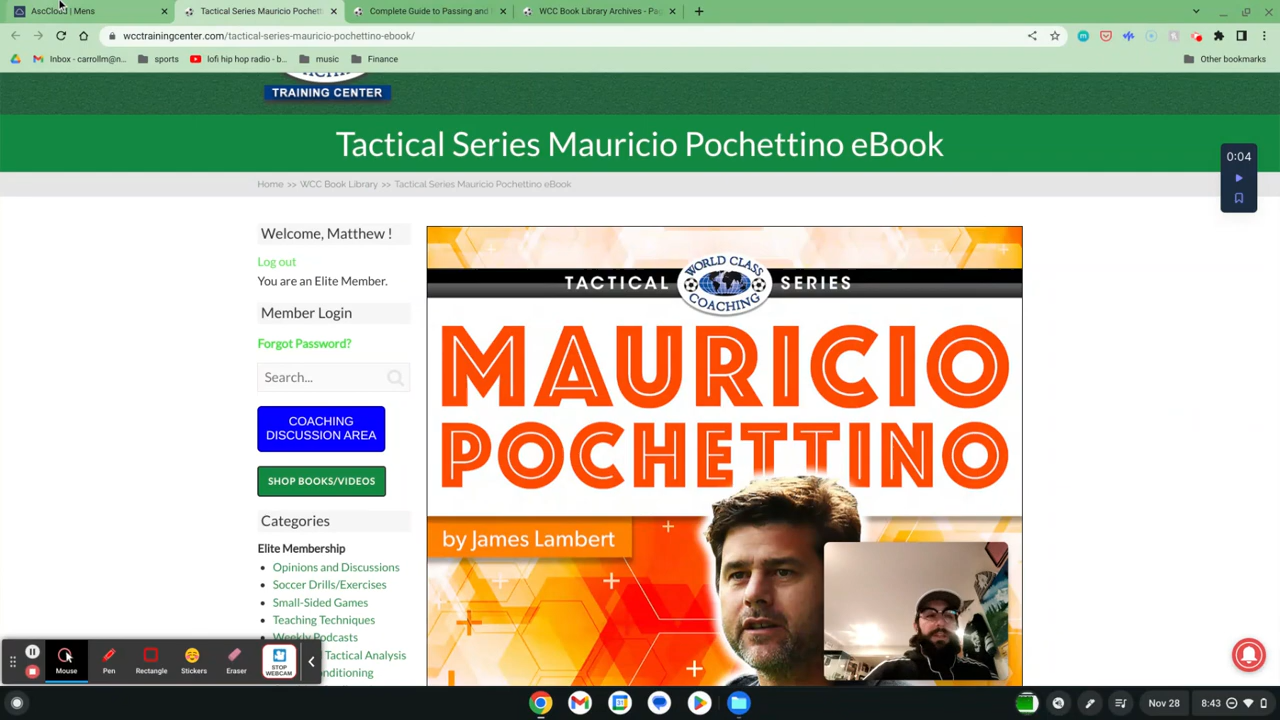 AscCloud | Mens
Tactical Series Mauricio Pochett
Complete Guide to Passing and
WCC Book Library Archives - Pa
wcctrainingcenter.com/tactical-series-mauricio-pochettino-ebook/
Inbox - carrollm@n...
sports
lofi hip hop radio - b...
music
Finance
Other bookmarks
TRAINING CENTER
Tactical Series Mauricio Pochettino eBook
0:04
Home >> WCC Book Library >> Tactical Series Mauricio Pochettino eBook
Welcome, Matthew !
Log out
You are an Elite Member.
Member Login
Forgot Password?
Search...
COACHING
DISCUSSION AREA
SHOP BOOKS/VIDEOS
Categories
Elite Membership
Opinions and Discussions
Soccer Drills/Exercises
Small-Sided Games
Teaching Techniques
Weekly Podcasts
Tactical Analysis
TACTICAL
WORLD CLASS
COACHING
SERIES
MAURICIO
POCHETTINO
by James Lambert
Mouse
Pen
Rectangle
Stickers
Eraser
STOP
WEBCAM
Nov 28
8:43